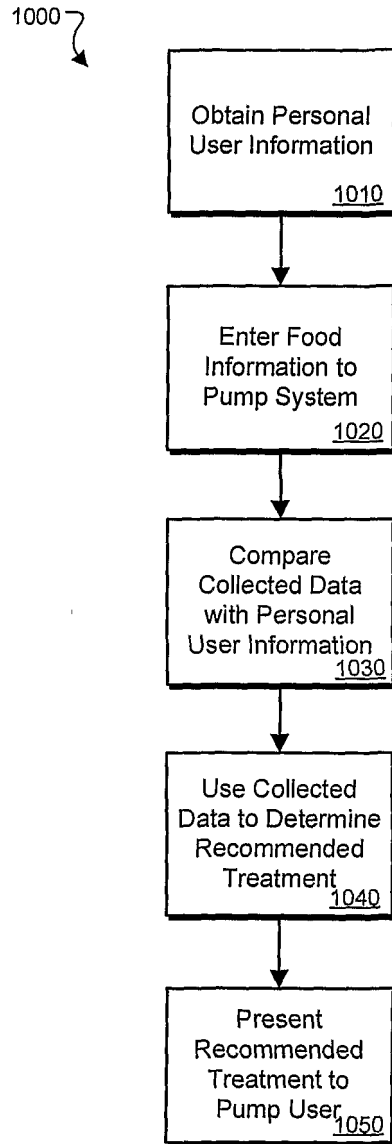 1000
Obtain Personal
User Information
1010
Enter Food
Information to
Pump System
1020
Compare
Collected Data
with Personal
User Information
1030
Use Collected
Data to Determine
Recommended
Treatment
1040
Present
Recommended
Treatment to
Pump User
1050